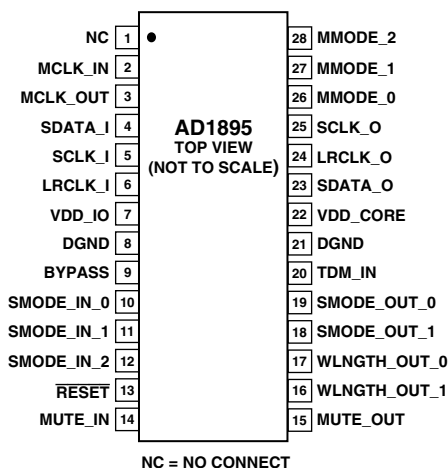 NC 1 28 MMODE_2
MCLK_IN 2 27 MMODE_1
MCLK_OUT 3 26 MMODE_0
SDATA_I 4 AD1895 25 SCLK_O
TOP VIEW
SCLK_I 5 (NOT TO SCALE) 24 LRCLK_O
LRCLK_I 6 23 SDATA_O
VDD_IO 7 22 VDD_CORE
DGND 8 21 DGND
BYPASS 9 20 TDM_IN
SMODE_IN_0 10 19 SMODE_OUT_0
SMODE_IN_1 11 18 SMODE_OUT_1
SMODE_IN_2 12 17 WLNGTH_OUT_0
RESET 13 16 WLNGTH_OUT_1
MUTE_IN 14 15 MUTE_OUT
NC = NO CONNECT